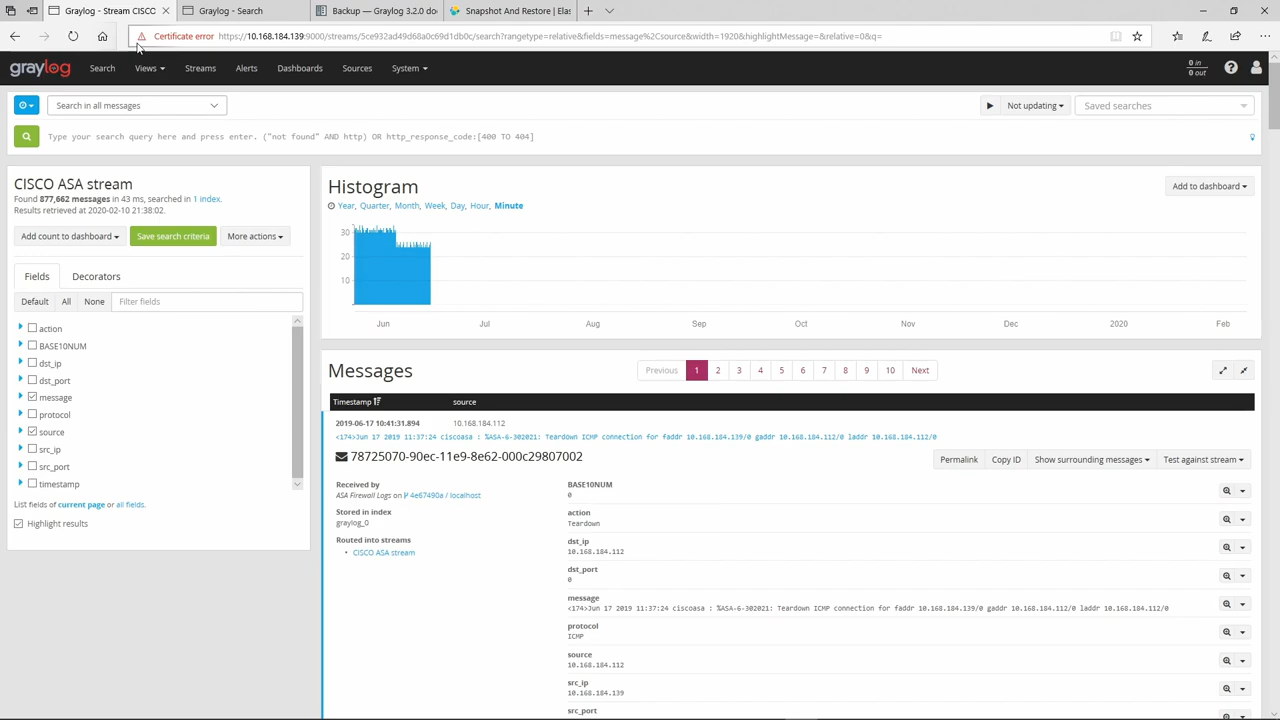 Graylog - Stream CISCO
Graylog - Search
Backup — Graylog 3.2.0 do
Snapshot And Restore | Elas
Certificate error
https://10.168.184.139:9000/streams/5ce932ad49d68a0c69d1db0c/search?rangetype=relative&fields=message%2Csource&width=1920&highlightMessage=&relative=0&q=
graylog
Search
Views
Streams
Alerts
Dashboards
Sources
System
0 in
0 out
Search in all messages
Not updating
Saved searches
Type your search query here and press enter. ("not found" AND http) OR http_response_code:[400 TO 404]
CISCO ASA stream
Found 877,662 messages in 43 ms, searched in 1 index.
Results retrieved at 2020-02-10 21:38:02.
Add count to dashboard
Save search criteria
More actions
Fields
Decorators
Default
All
None
Filter fields
action
BASE10NUM
dst_ip
dst_port
message
protocol
source
src_ip
src_port
timestamp
List fields of current page or all fields.
Highlight results
Histogram
Add to dashboard
Year, Quarter, Month, Week, Day, Hour, Minute
30
20
10
Jun
Jul
Aug
Sep
Oct
Nov
Dec
2020
Feb
Messages
Previous
1
2
3
4
5
6
7
8
9
10
Next
Timestamp
source
2019-06-17 10:41:31.894
10.168.184.112
<174>Jun 17 2019 11:37:24 ciscoasa : %ASA-6-302021: Teardown ICMP connection for faddr 10.168.184.139/0 gaddr 10.168.184.112/0 laddr 10.168.184.112/0
78725070-90ec-11e9-8e62-000c29807002
Permalink
Copy ID
Show surrounding messages
Test against stream
Received by
ASA Firewall Logs on 4e67490a / localhost
Stored in index
graylog_0
Routed into streams
• CISCO ASA stream
BASE10NUM
0
action
Teardown
dst_ip
10.168.184.112
dst_port
0
message
<174>Jun 17 2019 11:37:24 ciscoasa : %ASA-6-302021: Teardown ICMP connection for faddr 10.168.184.139/0 gaddr 10.168.184.112/0 laddr 10.168.184.112/0
protocol
ICMP
source
10.168.184.112
src_ip
10.168.184.139
src_port